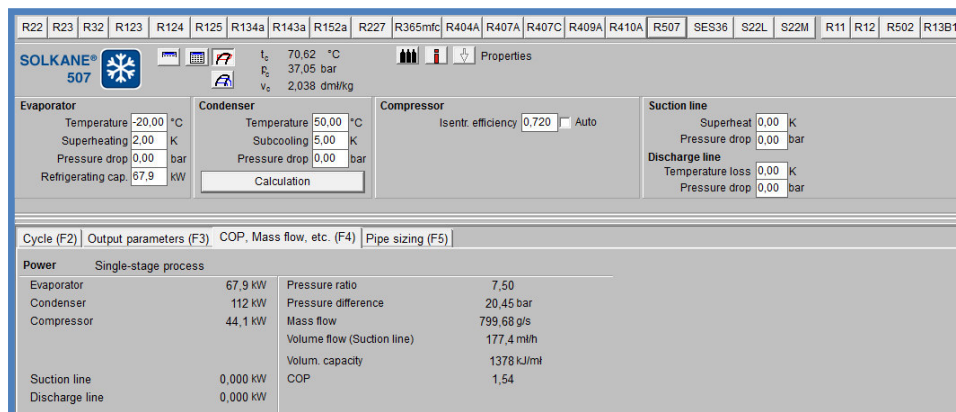 R22 R23 R32 R123 R124 R125 R134a R143a R152a R227 R365mfc R404A R407A R407C R409A R410A R507 SES36 S22L S22M R11 R12 R502 R13B1
SOLKANE®
507
tc 70,62 °C
pc 37,05 bar
vc 2,038 dmł/kg
Properties
Evaporator
Temperature -20,00 °C
Superheating 2,00 K
Pressure drop 0,00 bar
Refrigerating cap. 67,9 kW
Condenser
Temperature 50,00 °C
Subcooling 5,00 K
Pressure drop 0,00 bar
Calculation
Compressor
Isentr. efficiency 0,720 Auto
Suction line
Superheat 0,00 K
Pressure drop 0,00 bar
Discharge line
Temperature loss 0,00 K
Pressure drop 0,00 bar
Cycle (F2) Output parameters (F3) COP, Mass flow, etc. (F4) Pipe sizing (F5)
Power Single-stage process
Evaporator 67,9 kW
Condenser 112 kW
Compressor 44,1 kW
Suction line 0,000 kW
Discharge line 0,000 kW
Pressure ratio 7,50
Pressure difference 20,45 bar
Mass flow 799,68 g/s
Volume flow (Suction line) 177,4 mł/h
Volum. capacity 1378 kJ/mł
COP 1,54